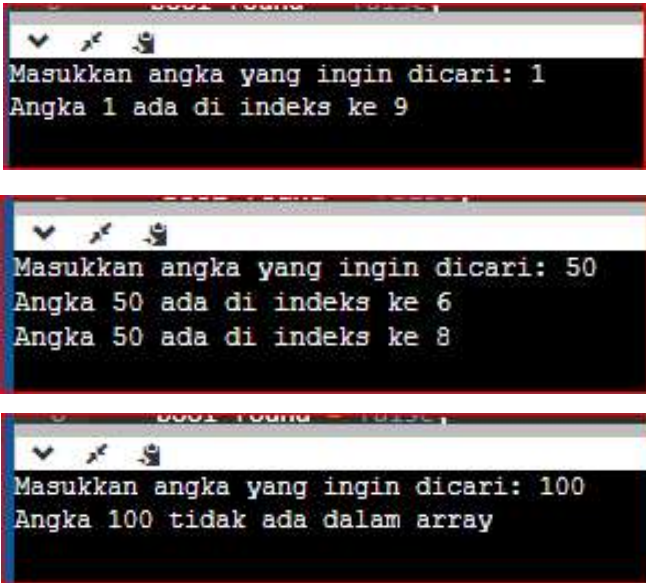 Masukkan angka yang ingin dicari: 1
Angka 1 ada di indeks ke 9
Masukkan angka yang ingin dicari: 50
Angka 50 ada di indeks ke 6
Angka 50 ada di indeks ke 8
Masukkan angka yang ingin dicari: 100
Angka 100 tidak ada dalam array